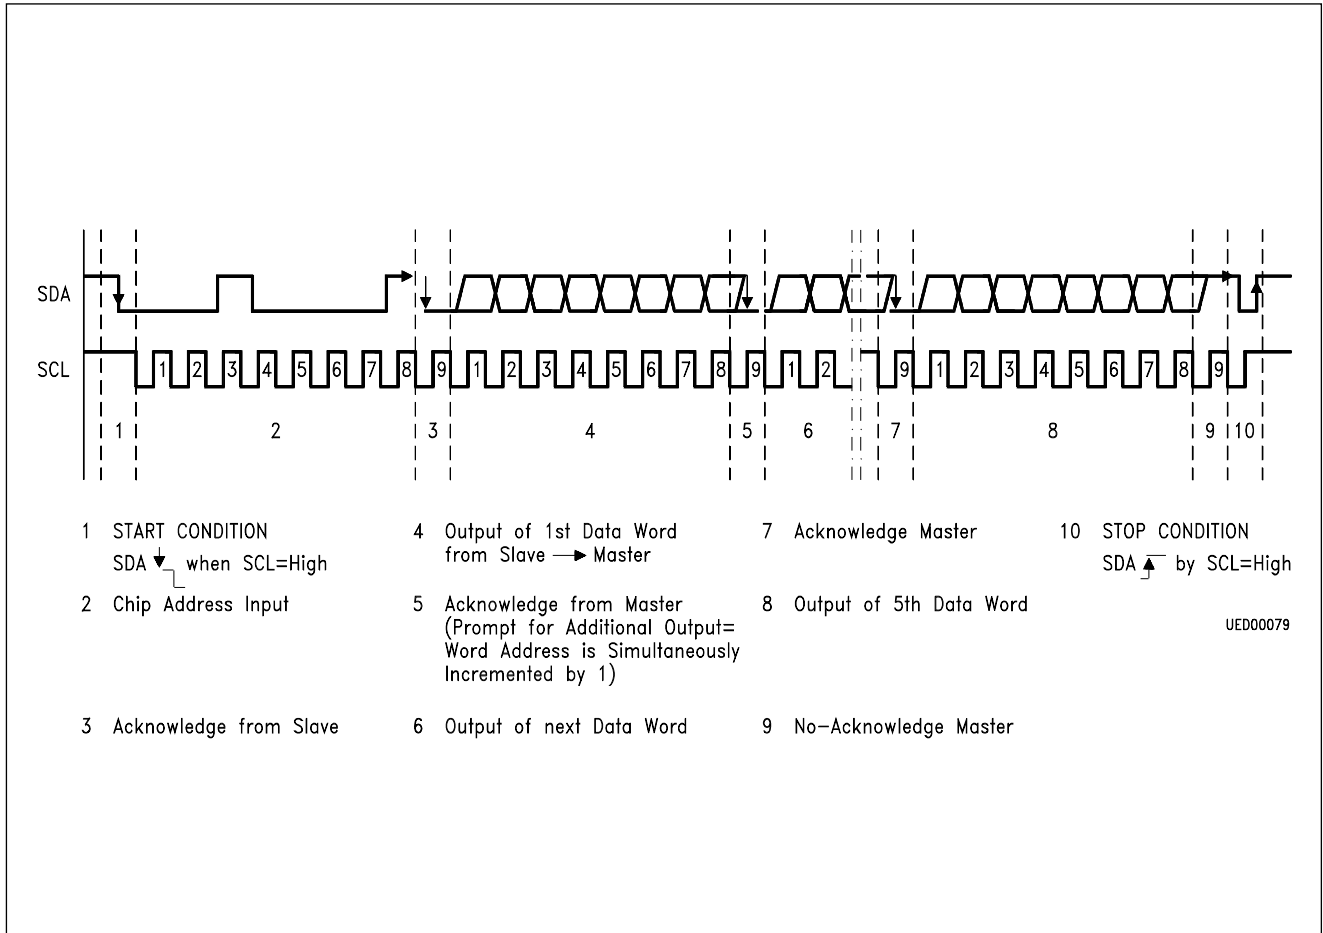 SDA
SCL
1 2 3 4 5 6 7 8 9 1 2 3 4 5 6 7 8 9 1 2 9 1 2 3 4 5 6 7 8 9
1 2 3 4 5 6 7 8 9 10
1 START CONDITION
SDA when SCL=High
2 Chip Address Input
3 Acknowledge from Slave
4 Output of 1st Data Word
from Slave → Master
5 Acknowledge from Master
(Prompt for Additional Output=
Word Address is Simultaneously
Incremented by 1)
6 Output of next Data Word
7 Acknowledge Master
8 Output of 5th Data Word
9 No-Acknowledge Master
10 STOP CONDITION
SDA by SCL=High
UED00079